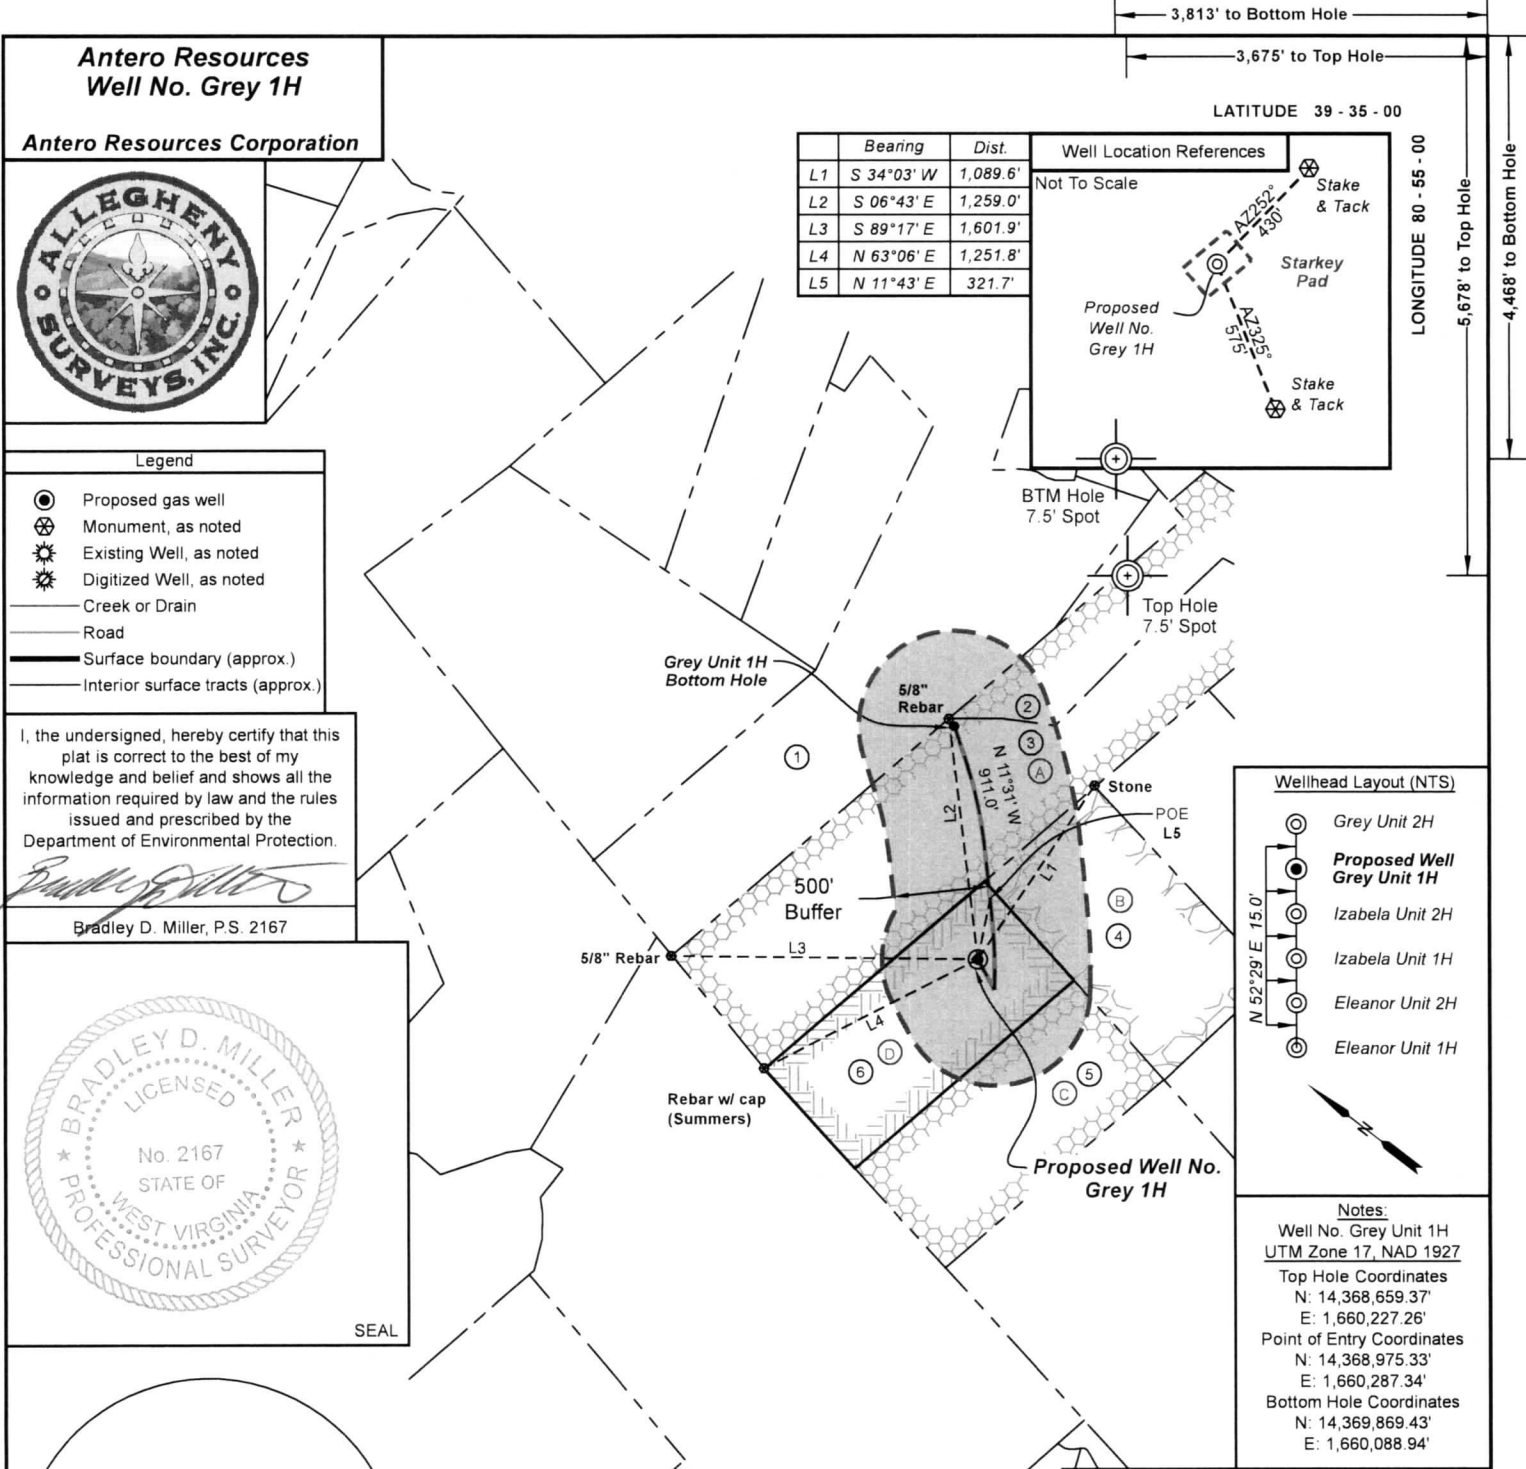 3,813' to Bottom Hole
3,675' to Top Hole
Antero Resources
Well No. Grey 1H
Antero Resources Corporation
ALLEGHENY
SURVEYS, INC.
LATITUDE 39 - 35 - 00
LONGITUDE 80 - 55 - 00
5,678' to Top Hole
4,468' to Bottom Hole
Bearing Dist.
L1 S 34°03' W 1,089.6'
L2 S 06°43' E 1,259.0'
L3 S 89°17' E 1,601.9'
L4 N 63°06' E 1,251.8'
L5 N 11°43' E 321.7'
Well Location References
Not To Scale
Stake
& Tack
AZ252°
430'
Starkey
Pad
Proposed
Well No.
Grey 1H
AZ325°
575'
Stake
& Tack
Legend
Proposed gas well
Monument, as noted
Existing Well, as noted
Digitized Well, as noted
Creek or Drain
Road
Surface boundary (approx.)
Interior surface tracts (approx.)
BTM Hole
7.5' Spot
Top Hole
7.5' Spot
Grey Unit 1H
Bottom Hole
5/8"
Rebar
2
3
A
1
N 11°31' W
911.0'
L2
Stone
POE
L5
L1
500'
Buffer
B
4
L3
5/8" Rebar
L4
D
6
5
C
Rebar w/ cap
(Summers)
Proposed Well No.
Grey 1H
I, the undersigned, hereby certify that this
plat is correct to the best of my
knowledge and belief and shows all the
information required by law and the rules
issued and prescribed by the
Department of Environmental Protection.
Bradley D. Miller, P.S. 2167
BRADLEY D. MILLER
LICENSED
No. 2167
STATE OF
WEST VIRGINIA
PROFESSIONAL SURVEYOR
SEAL
Wellhead Layout (NTS)
Grey Unit 2H
Proposed Well
Grey Unit 1H
Izabela Unit 2H
Izabela Unit 1H
Eleanor Unit 2H
Eleanor Unit 1H
N 52°29' E 15.0'
N
Notes:
Well No. Grey Unit 1H
UTM Zone 17, NAD 1927
Top Hole Coordinates
N: 14,368,659.37'
E: 1,660,227.26'
Point of Entry Coordinates
N: 14,368,975.33'
E: 1,660,287.34'
Bottom Hole Coordinates
N: 14,369,869.43'
E: 1,660,088.94'